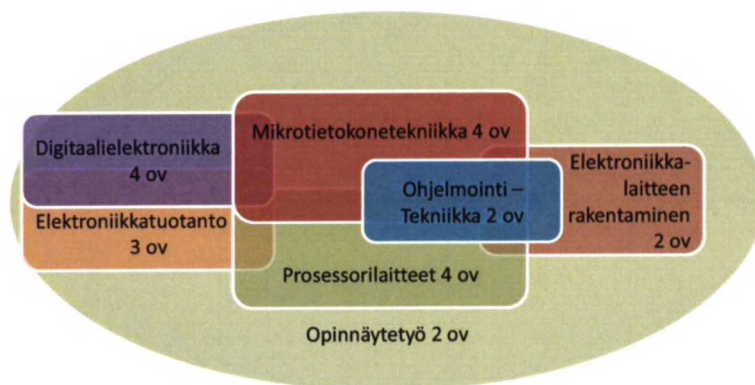 Mikrotietokonetekniikka 4 ov
Digitaalielektroniikka
4 ov
Elektroniikka-
laitteen
rakentaminen
2 ov
Ohjelmointi –
Tekniikka 2 ov
Elektroniikkatuotanto
3 ov
Prosessorilaitteet 4 ov
Opinnäytetyö 2 ov